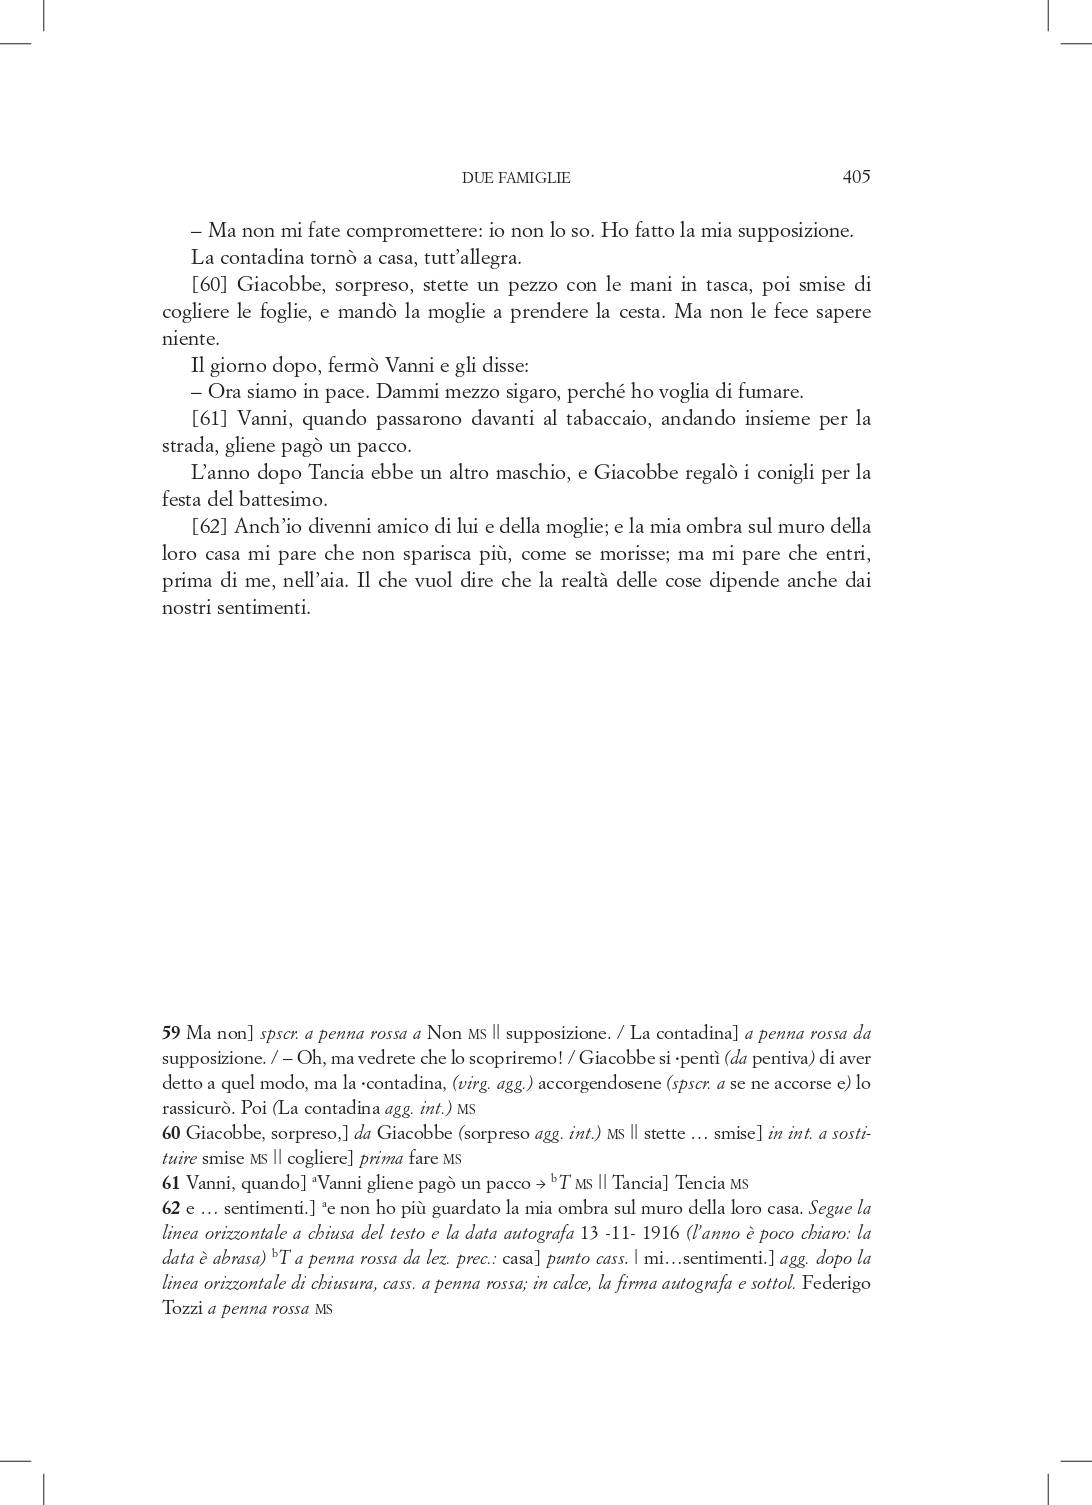 DUE FAMIGLIE 405
– Ma non mi fate compromettere: io non lo so. Ho fatto la mia supposizione.
La contadina tornò a casa, tutt’allegra.
[60] Giacobbe, sorpreso, stette un pezzo con le mani in tasca, poi smise di
cogliere le foglie, e mandò la moglie a prendere la cesta. Ma non le fece sapere
niente.
Il giorno dopo, fermò Vanni e gli disse:
– Ora siamo in pace. Dammi mezzo sigaro, perché ho voglia di fumare.
[61] Vanni, quando passarono davanti al tabaccaio, andando insieme per la
strada, gliene pagò un pacco.
L’anno dopo Tancia ebbe un altro maschio, e Giacobbe regalò i conigli per la
festa del battesimo.
[62] Anch’io divenni amico di lui e della moglie; e la mia ombra sul muro della
loro casa mi pare che non sparisca più, come se morisse; ma mi pare che entri,
prima di me, nell’aia. Il che vuol dire che la realtà delle cose dipende anche dai
nostri sentimenti.
59 Ma non] spscr. a penna rossa a Non MS || supposizione. / La contadina] a penna rossa da
supposizione. / – Oh, ma vedrete che lo scopriremo! / Giacobbe si ·pentì (da pentiva) di aver
detto a quel modo, ma la ·contadina, (virg. agg.) accorgendosene (spscr. a se ne accorse e) lo
rassicurò. Poi (La contadina agg. int.) MS
60 Giacobbe, sorpreso,] da Giacobbe (sorpreso agg. int.) MS || stette … smise] in int. a sosti-
tuire smise MS || cogliere] prima fare MS
61 Vanni, quando] ᵃVanni gliene pagò un pacco → ᵇT MS || Tancia] Tencia MS
62 e … sentimenti.] ᵃe non ho più guardato la mia ombra sul muro della loro casa. Segue la
linea orizzontale a chiusa del testo e la data autografa 13 -11- 1916 (l’anno è poco chiaro: la
data è abrasa) ᵇT a penna rossa da lez. prec.: casa] punto cass. | mi…sentimenti.] agg. dopo la
linea orizzontale di chiusura, cass. a penna rossa; in calce, la firma autografa e sottol. Federigo
Tozzi a penna rossa MS